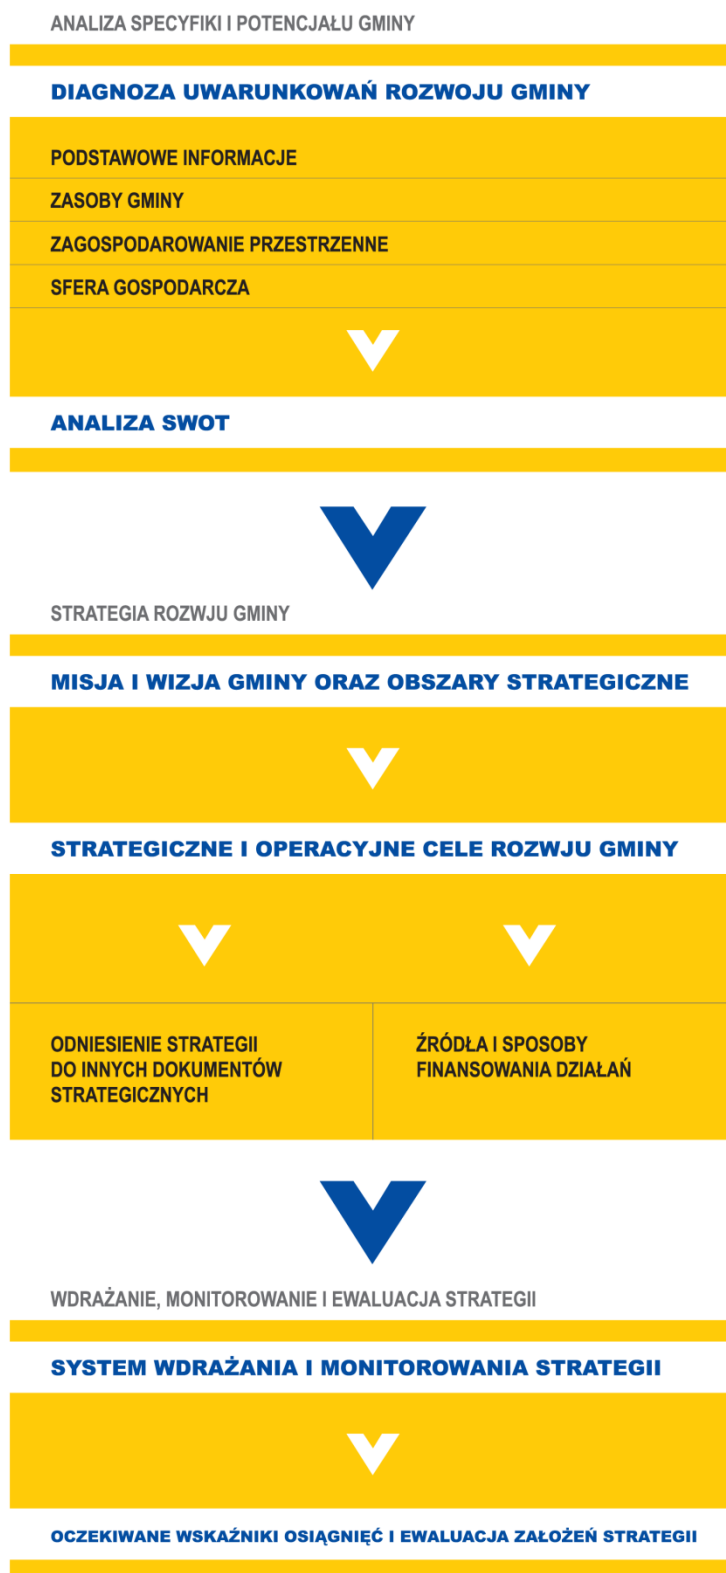 ANALIZA SPECYFIKI I POTENCJAŁU GMINY
DIAGNOZA UWARUNKOWAŃ ROZWOJU GMINY
PODSTAWOWE INFORMACJE
ZASOBY GMINY
ZAGOSPODAROWANIE PRZESTRZENNE
SFERA GOSPODARCZA
ANALIZA SWOT
STRATEGIA ROZWJU GMINY
MISJA I WIZJA GMINY ORAZ OBSZARY STRATEGICZNE
STRATEGICZNE I OPERACYJNE CELE ROZWJU GMINY
ODNIESIENIE STRATEGII
DO INNYCH DOKUMENTÓW
STRATEGICZNYCH
ŹRÓDŁA I SPOSOBY
FINANSOWANIA DZIAŁAŃ
WDRAŻANIE, MONITOROWANIE I EWALUACJA STRATEGII
SYSTEM WDRAŻANIA I MONITOROWANIA STRATEGII
OCZEKIWANE WSKAŹNIKI OSIĄGNIĘĆ I EWALUACJA ZAŁOŻEŃ STRATEGII